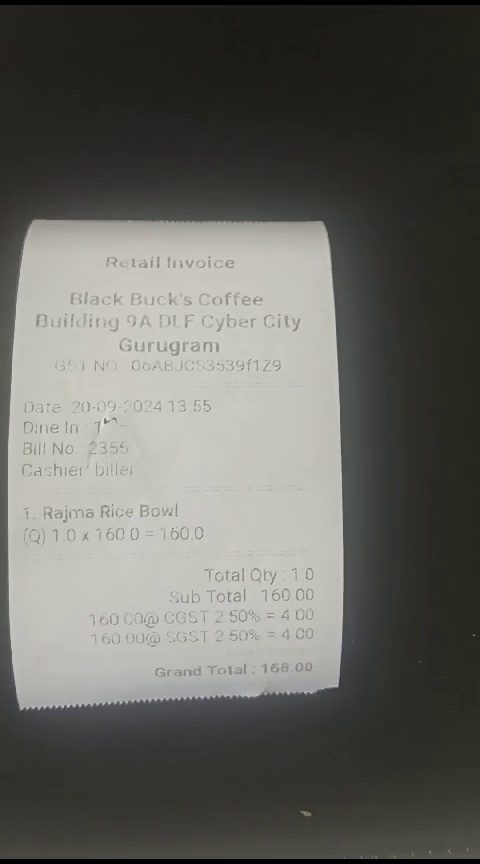 Retail Invoice
Black Buck's Coffee
Building 9A DLF Cyber City
Gurugram
GST NO
Date 20-09-2024 13:55
Dine In
Bill No. 2355
Cashier biller
1. Rajma Rice Bowl
(Q) 1.0 x 160.0 = 160.0
Total Qty : 1.0
Sub Total : 160.00
160.00@ CGST 2.50% = 4.00
160.00@ SGST 2.50% = 4.00
Grand Total : 168.00